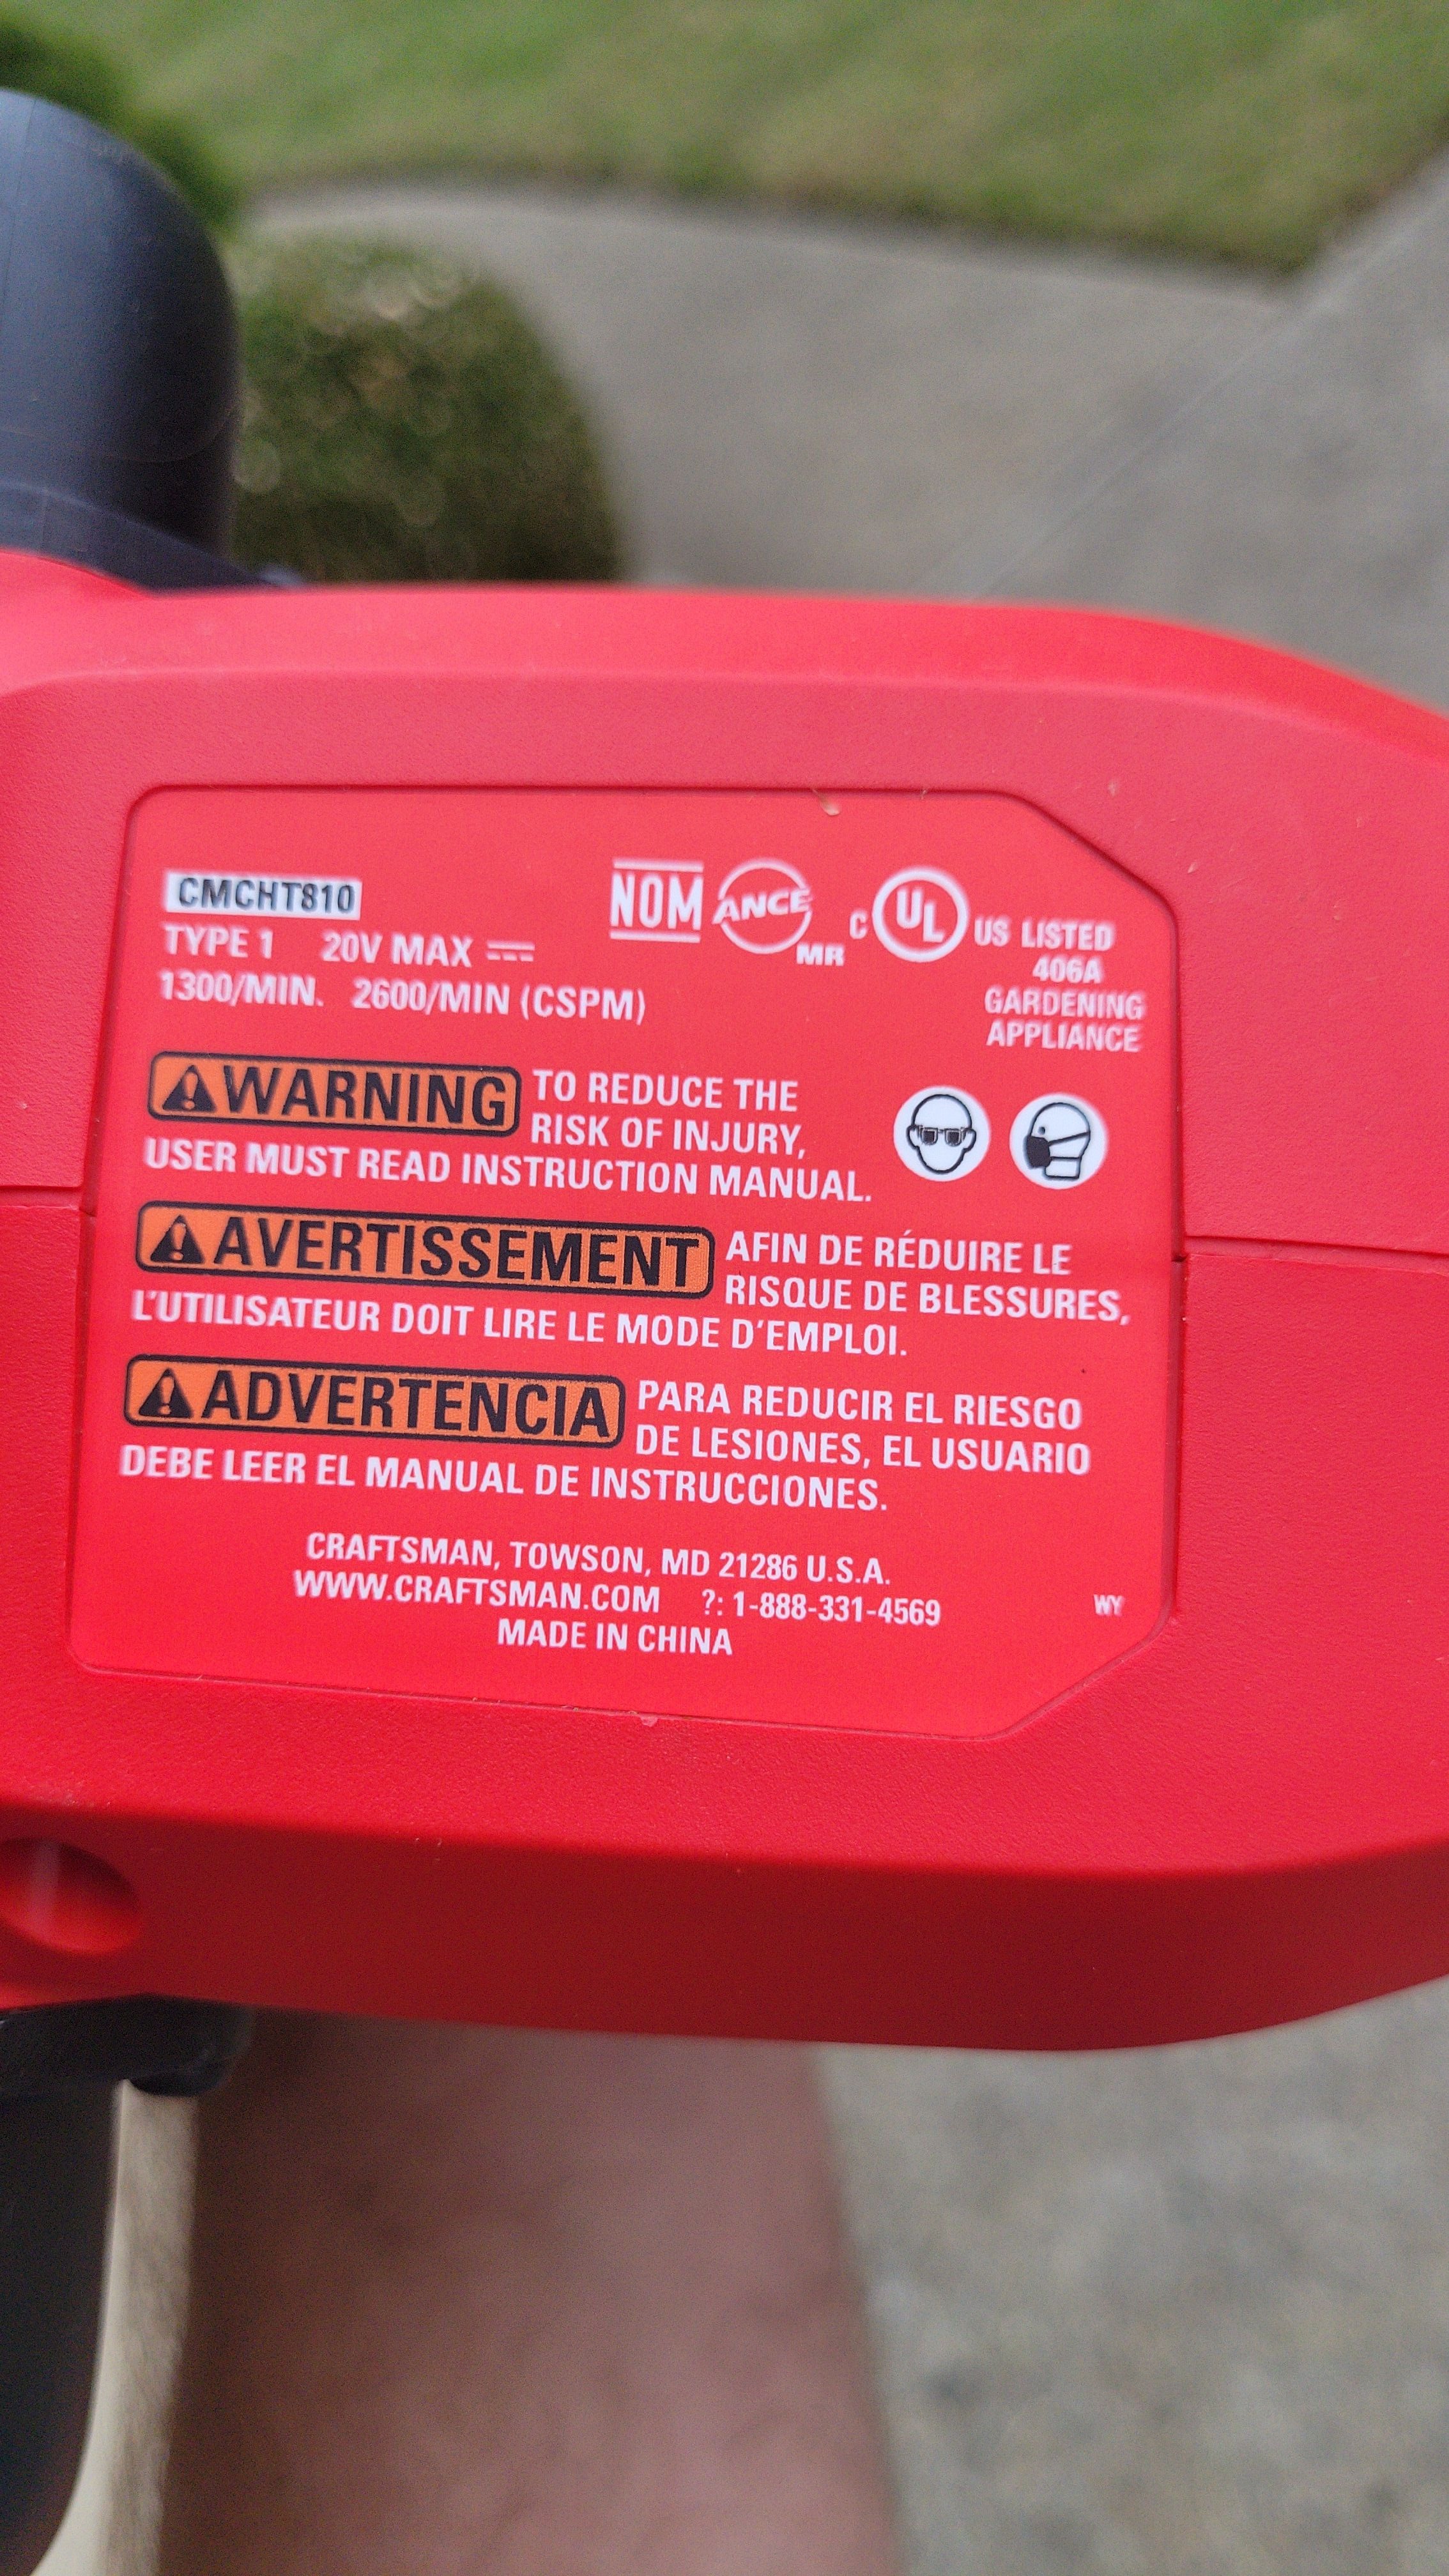 CMCHT810
TYPE 1 20V MAX
1300/MIN. 2600/MIN (CSPM)
NOM ANCE MR
C UL US LISTED
406A
GARDENING
APPLIANCE
WARNING TO REDUCE THE
RISK OF INJURY,
USER MUST READ INSTRUCTION MANUAL.
AVERTISSEMENT AFIN DE RÉDUIRE LE
RISQUE DE BLESSURES,
L'UTILISATEUR DOIT LIRE LE MODE D'EMPLOI.
ADVERTENCIA PARA REDUCIR EL RIESGO
DE LESIONES, EL USUARIO
DEBE LEER EL MANUAL DE INSTRUCCIONES.
CRAFTSMAN, TOWSON, MD 21286 U.S.A.
WWW.CRAFTSMAN.COM ?: 1-888-331-4569
MADE IN CHINA
WY